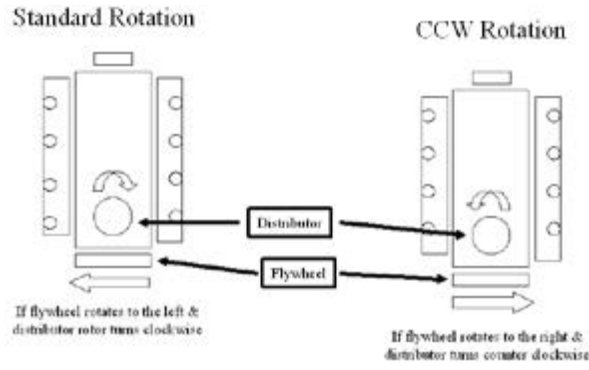 Standard Rotation
CCW Rotation
Distributor
Flywheel
If flywheel rotates to the left &
distributor rotor turns clockwise
If flywheel rotates to the right &
distributor turns counter clockwise